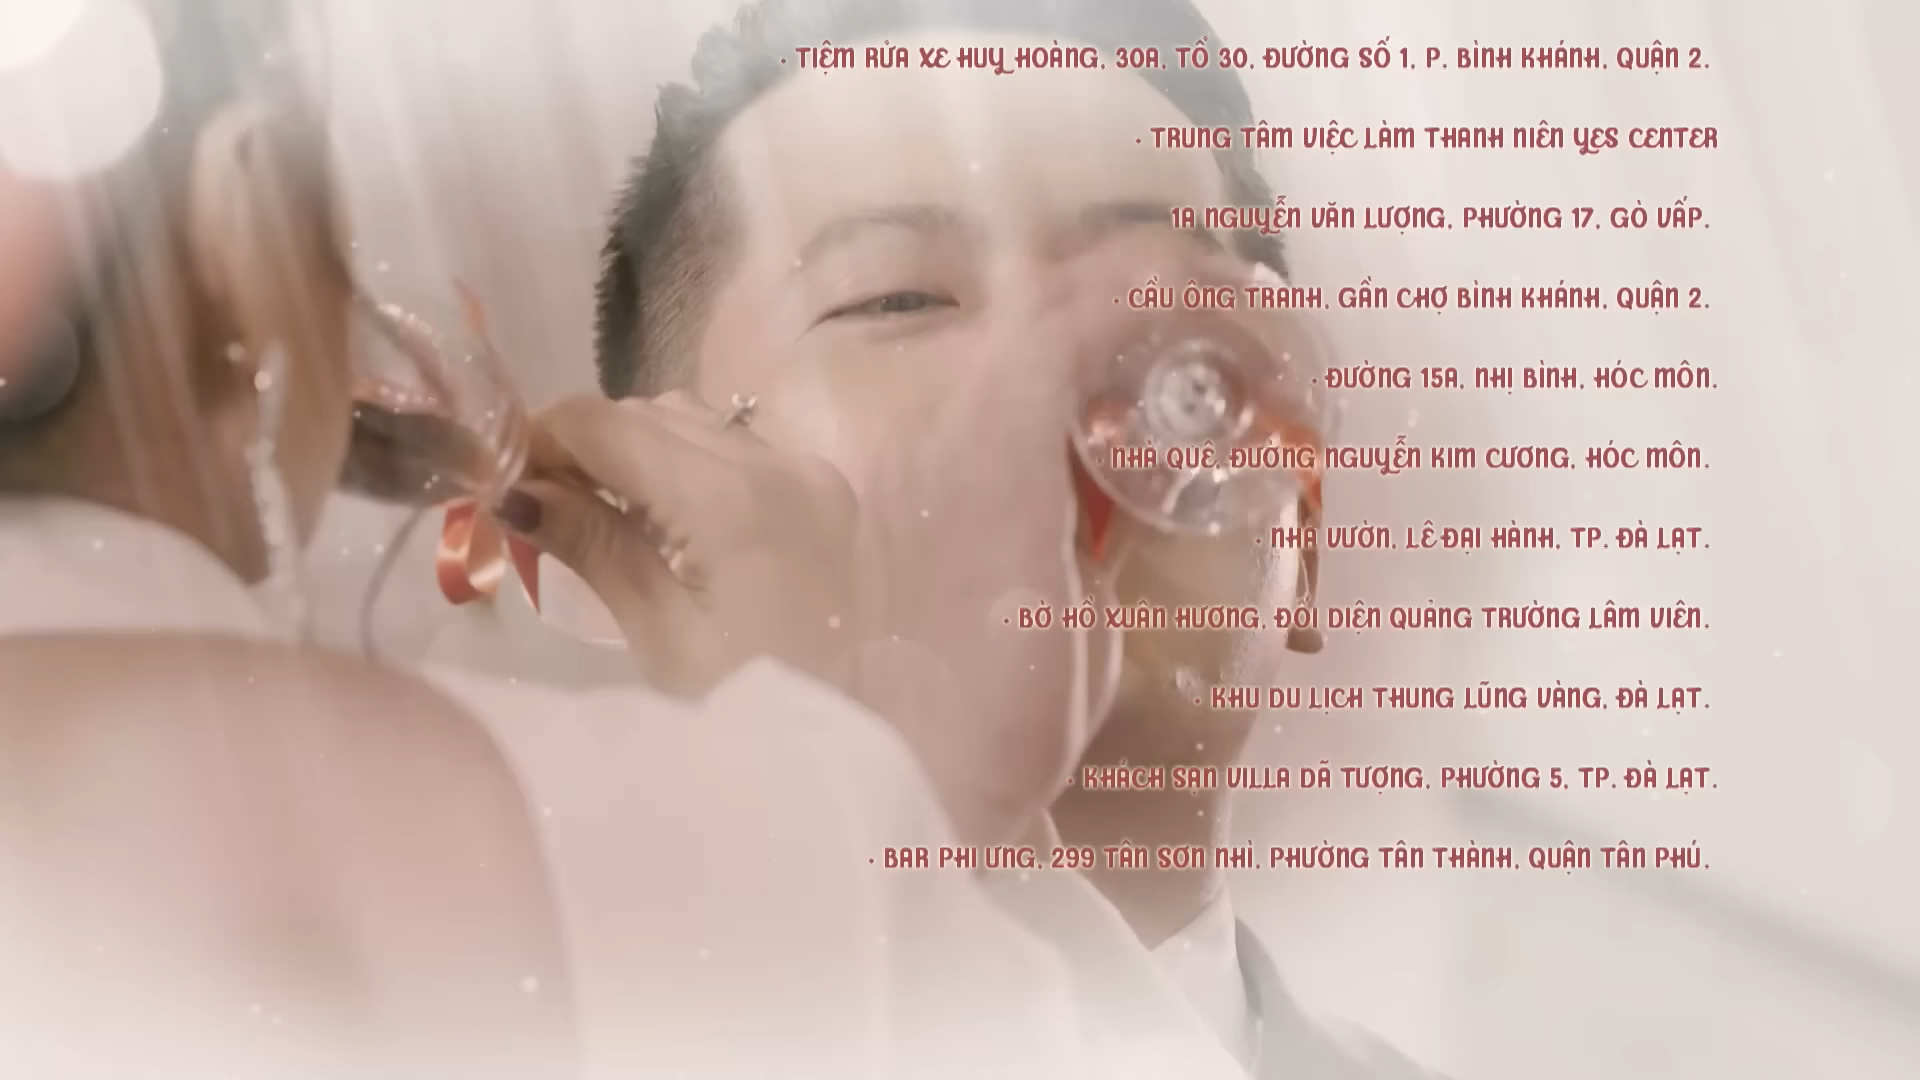 • TIỆM RỬA XE HUY HOÀNG, 30A, TỔ 30, ĐƯỜNG SỐ 1, P. BÌNH KHÁNH, QUẬN 2.
• TRUNG TÂM VIỆC LÀM THANH NIÊN YES CENTER
1A NGUYỄN VĂN LƯỢNG, PHƯỜNG 17, GÒ VẤP.
• CẦU ÔNG TRANH, GẦN CHỢ BÌNH KHÁNH, QUẬN 2.
• ĐƯỜNG 15A, NHỊ BÌNH, HÓC MÔN.
• NHÀ QUÊ, ĐƯỜNG NGUYỄN KIM CƯƠNG, HÓC MÔN.
• NHÀ VƯỜN, LÊ ĐẠI HÀNH, TP. ĐÀ LẠT.
• BỜ HỒ XUÂN HƯƠNG, ĐỐI DIỆN QUẢNG TRƯỜNG LÂM VIÊN.
• KHU DU LỊCH THUNG LŨNG VÀNG, ĐÀ LẠT.
• KHÁCH SẠN VILLA DÃ TƯỢNG, PHƯỜNG 5, TP. ĐÀ LẠT.
• BAR PHI ƯNG, 299 TÂN SƠN NHÌ, PHƯỜNG TÂN THÀNH, QUẬN TÂN PHÚ.